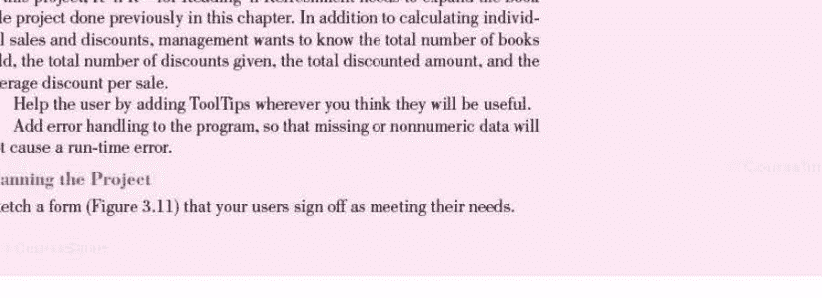 le project done previously in this chapter. In addition to calculating individ-
l sales and discounts, management wants to know the total number of books
ld, the total number of discounts given, the total discounted amount, and the
erage discount per sale.
Help the user by adding ToolTips wherever you think they will be useful.
Add error handling to the program, so that missing or nonnumeric data will
t cause a run-time error.
anning the Project
etch a form (Figure 3.11) that your users sign off as meeting their needs.